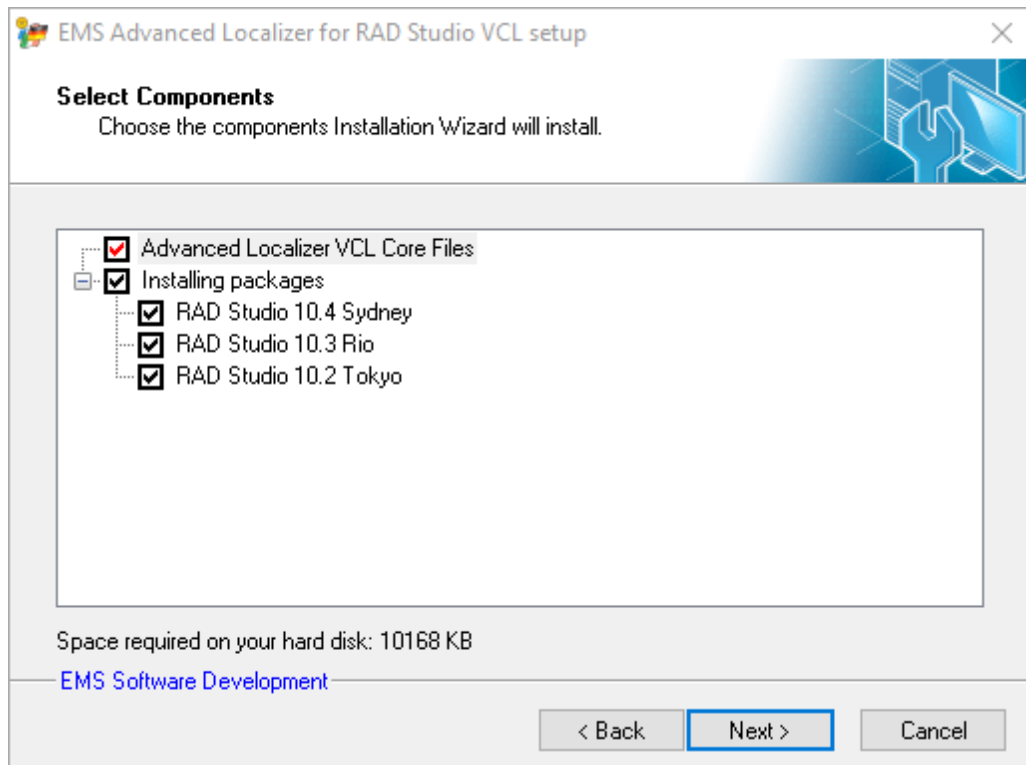 EMS Advanced Localizer for RAD Studio VCL setup
Select Components
Choose the components Installation Wizard will install.
Advanced Localizer VCL Core Files
Installing packages
RAD Studio 10.4 Sydney
RAD Studio 10.3 Rio
RAD Studio 10.2 Tokyo
Space required on your hard disk: 10168 KB
EMS Software Development
< Back
Next >
Cancel